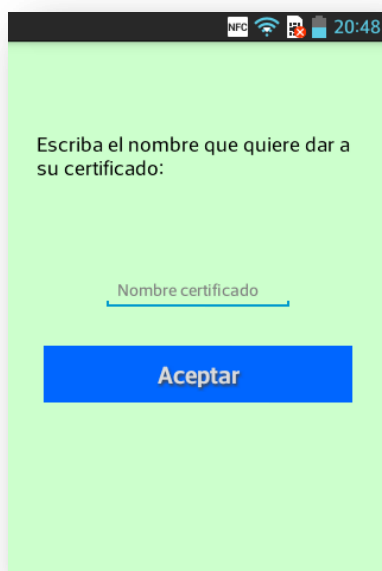 NFC 20:48
Escriba el nombre que quiere dar a
su certificado:
Nombre certificado
Aceptar